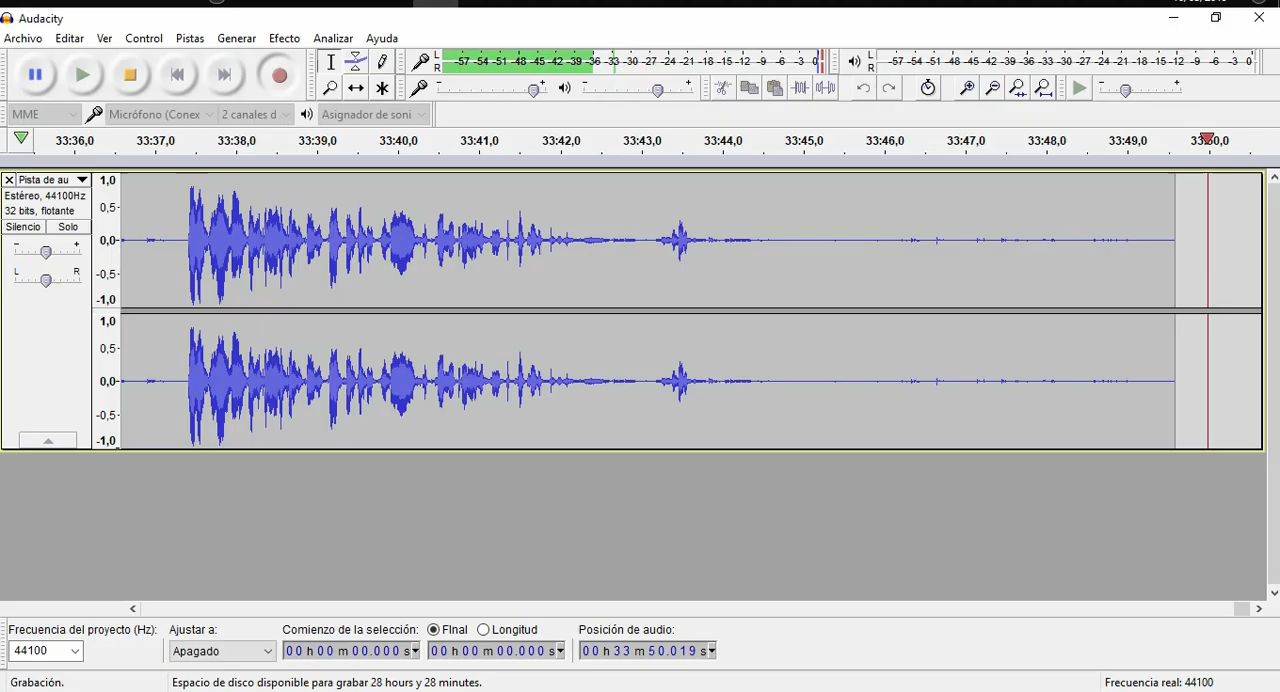 Audacity
Archivo Editar Ver Control Pistas Generar Efecto Analizar Ayuda
L -57 -54 -51 -48 -45 -42 -39 -36 -33 -30 -27 -24 -21 -18 -15 -12 -9 -6 -3 0
R
L -57 -54 -51 -48 -45 -42 -39 -36 -33 -30 -27 -24 -21 -18 -15 -12 -9 -6 -3 0
R
MME Micrófono (Conex 2 canales d Asignador de soni
33:36,0 33:37,0 33:38,0 33:39,0 33:40,0 33:41,0 33:42,0 33:43,0 33:44,0 33:45,0 33:46,0 33:47,0 33:48,0 33:49,0 33:50,0
Pista de au
Estéreo, 44100Hz
32 bits, flotante
Silencio Solo
- +
L R
1,0
0,5-
0,0-
-0,5-
-1,0
1,0
0,5-
0,0-
-0,5-
-1,0
Frecuencia del proyecto (Hz): Ajustar a: Comienzo de la selección: FInal Longitud Posición de audio:
44100 Apagado 00 h 00 m 00.000 s 00 h 00 m 00.000 s 00 h 33 m 50.019 s
Grabación. Espacio de disco disponible para grabar 28 hours y 28 minutes. Frecuencia real: 44100